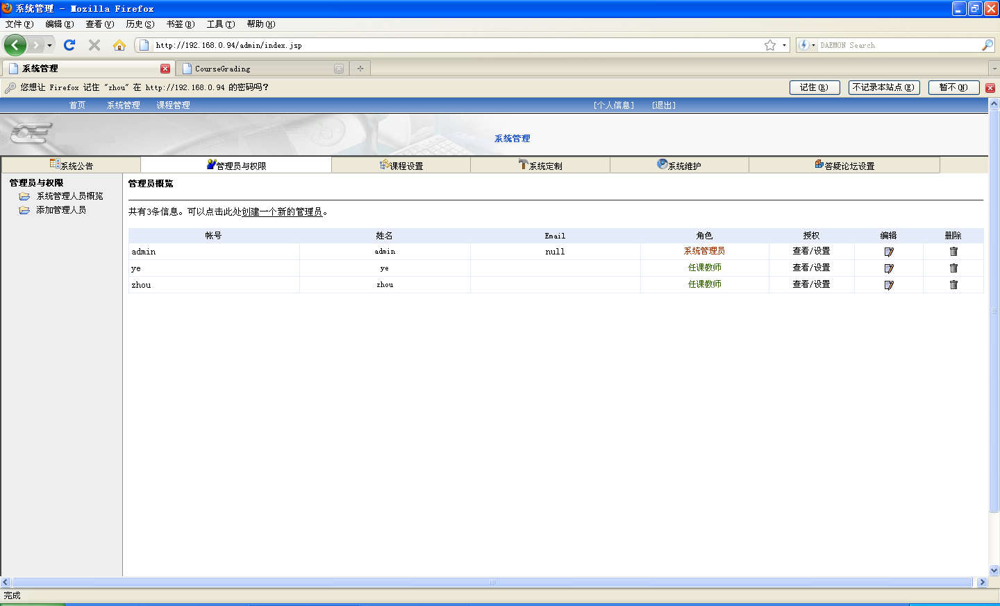 系统管理 - Mozilla Firefox
文件(F) 编辑(E) 查看(V) 历史(S) 书签(B) 工具(T) 帮助(H)
http://192.168.0.94/admin/index.jsp DAEMON Search
系统管理 CourseGrading
您想让 Firefox 记住 "zhou" 在 http://192.168.0.94 的密码吗? 记住(R) 不记录本站点(E) 暂不(N)
首页 系统管理 课程管理 [个人信息] [退出]
系统管理
系统公告 管理员与权限 课程设置 系统定制 系统维护 答疑论坛设置
管理员与权限
系统管理人员概览
添加管理人员
管理员概览
共有3条信息。可以点击此处创建一个新的管理员。
帐号 姓名 Email 角色 授权 编辑 删除
admin admin null 系统管理员 查看/设置
ye ye 任课教师 查看/设置
zhou zhou 任课教师 查看/设置
完成